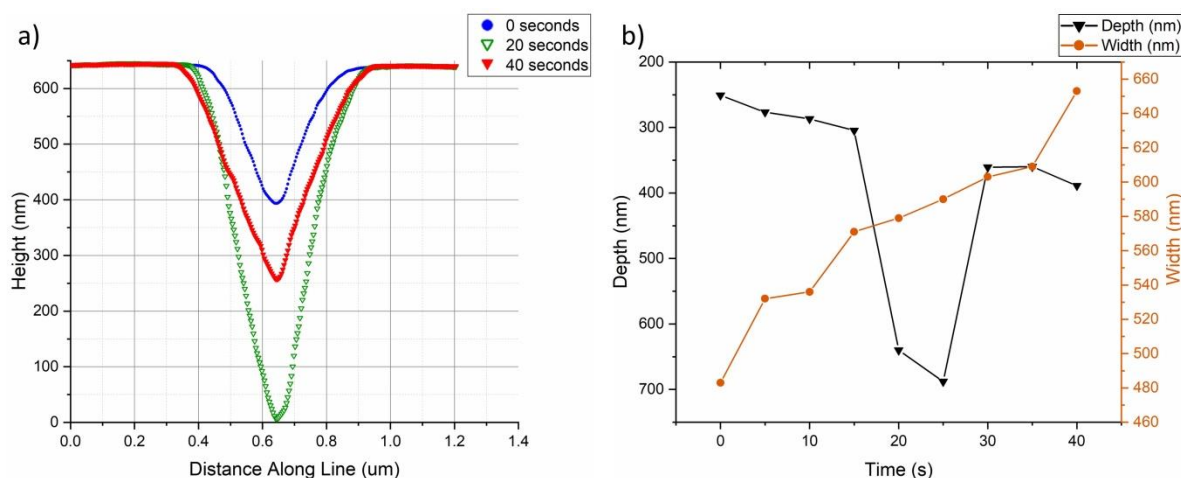 a)
0 seconds
20 seconds
40 seconds
Height (nm)
600
500
400
300
200
100
0
0.0 0.2 0.4 0.6 0.8 1.0 1.2 1.4
Distance Along Line (um)
b)
Depth (nm)
Width (nm)
Depth (nm)
200
300
400
500
600
700
0 10 20 30 40
Time (s)
660
640
620
600
580
560
540
520
500
480
460
Width (nm)